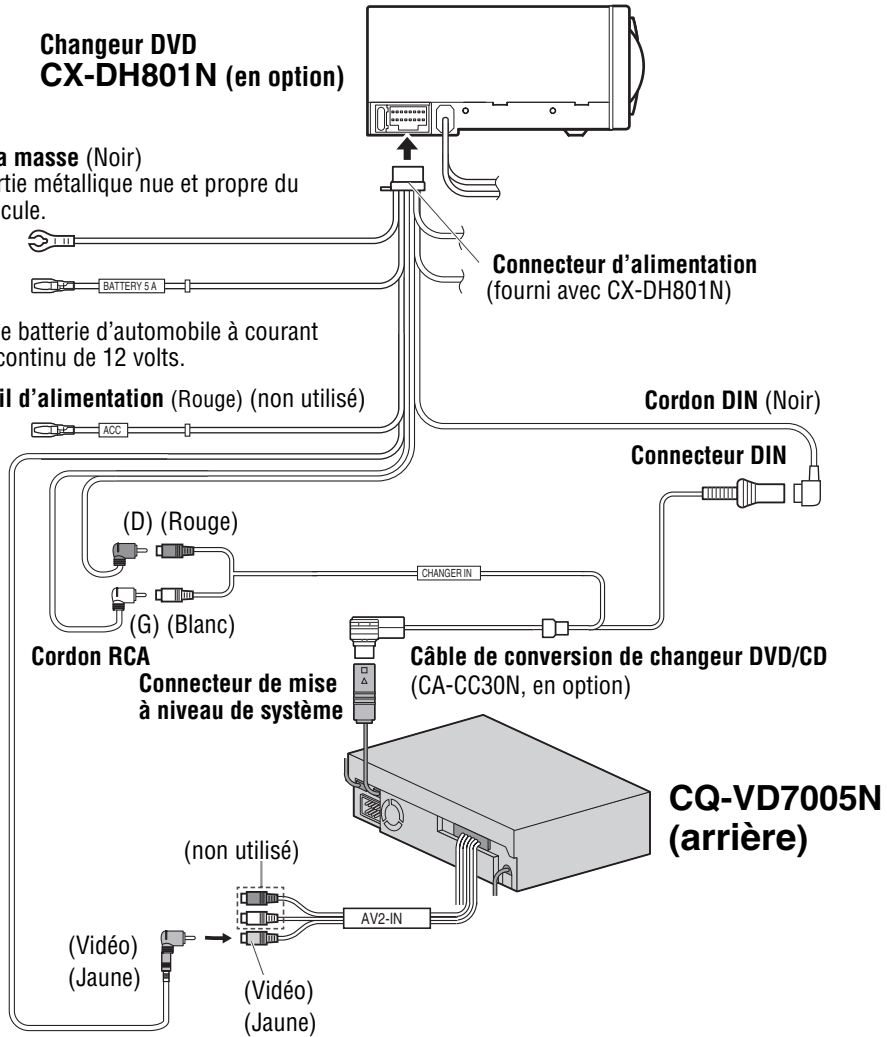 Changeur DVD
CX-DH801N (en option)
a masse (Noir)
rtie métallique nue et propre du
cule.
BATTERY 5 A
Connecteur d'alimentation
(fourni avec CX-DH801N)
e batterie d'automobile à courant
continu de 12 volts.
il d'alimentation (Rouge) (non utilisé)
ACC
Cordon DIN (Noir)
Connecteur DIN
(D) (Rouge)
CHANGER IN
(G) (Blanc)
Cordon RCA
Câble de conversion de changeur DVD/CD
(CA-CC30N, en option)
Connecteur de mise
à niveau de système
CQ-VD7005N
(arrière)
(non utilisé)
AV2-IN
(Vidéo)
(Jaune)
(Vidéo)
(Jaune)